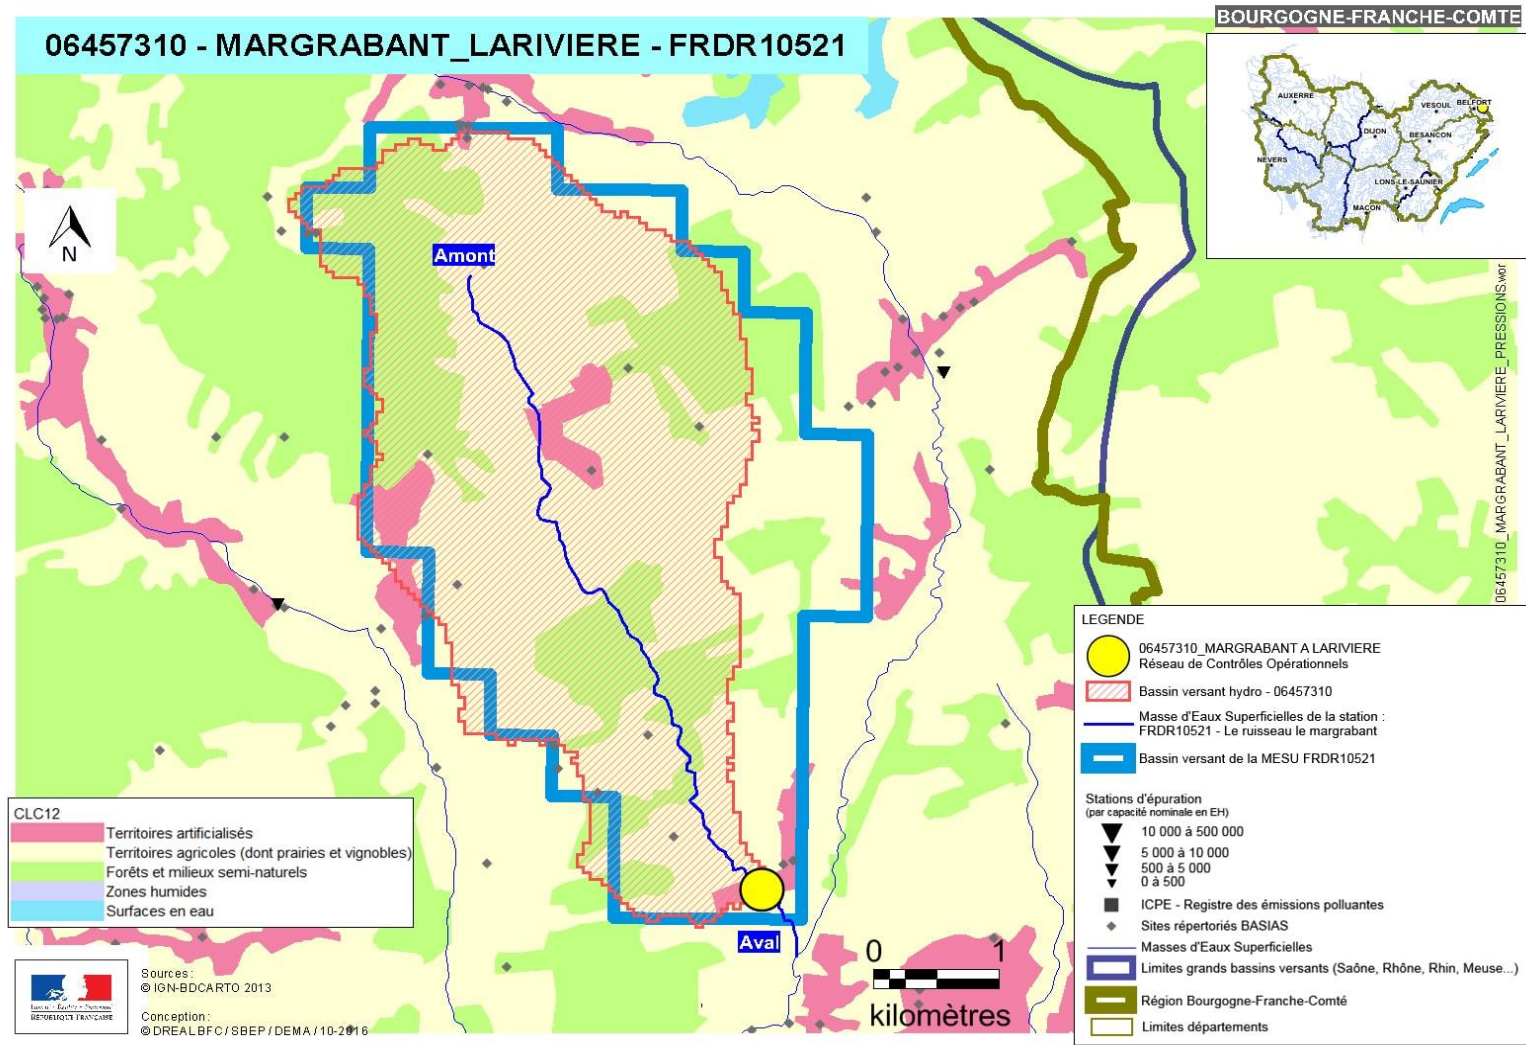 BOURGOGNE-FRANCHE-COMTE
06457310 - MARGRABANT_LARIVIERE - FRDR10521
AUXERRE
VESOUL
BELFORT
DIJON
BESANCON
NEVERS
LONS-LE-SAUNIER
MACON
N
Amont
Aval
06457310_MARGRABANT_LARIVIERE_PRESSIONS.wor
LEGENDE
06457310_MARGRABANT A LARIVIERE
Réseau de Contrôles Opérationnels
Bassin versant hydro - 06457310
Masse d'Eaux Superficielles de la station :
FRDR10521 - Le ruisseau le margrabant
Bassin versant de la MESU FRDR10521
Stations d'épuration
(par capacité nominale en EH)
10 000 à 500 000
5 000 à 10 000
500 à 5 000
0 à 500
ICPE - Registre des émissions polluantes
Sites répertoriés BASIAS
Masses d'Eaux Superficielles
Limites grands bassins versants (Saône, Rhône, Rhin, Meuse...)
Région Bourgogne-Franche-Comté
Limites départements
CLC12
Territoires artificialisés
Territoires agricoles (dont prairies et vignobles)
Forêts et milieux semi-naturels
Zones humides
Surfaces en eau
0 1
kilomètres
Liberté • Égalité • Fraternité
RÉPUBLIQUE FRANÇAISE
Sources :
© IGN-BDCARTO 2013
Conception :
© DREAL BFC / SBEP / DEMA / 10-2016